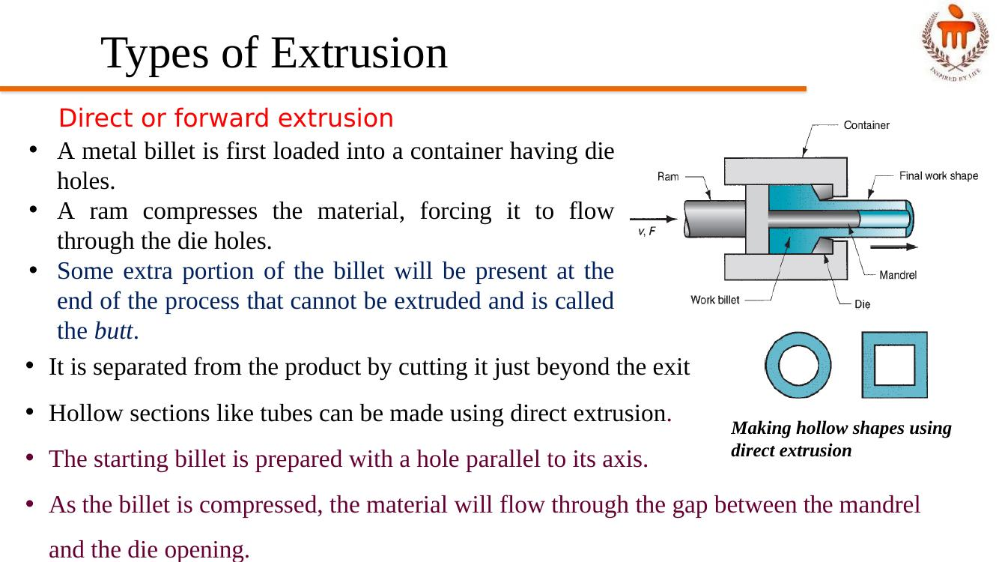 Types of Extrusion
INSPIRED BY LIFE
Direct or forward extrusion
• A metal billet is first loaded into a container having die
holes.
• A ram compresses the material, forcing it to flow
through the die holes.
• Some extra portion of the billet will be present at the
end of the process that cannot be extruded and is called
the butt.
• It is separated from the product by cutting it just beyond the exit
• Hollow sections like tubes can be made using direct extrusion.
• The starting billet is prepared with a hole parallel to its axis.
• As the billet is compressed, the material will flow through the gap between the mandrel
and the die opening.
Container
Ram
Final work shape
v, F
Mandrel
Work billet
Die
Making hollow shapes using
direct extrusion